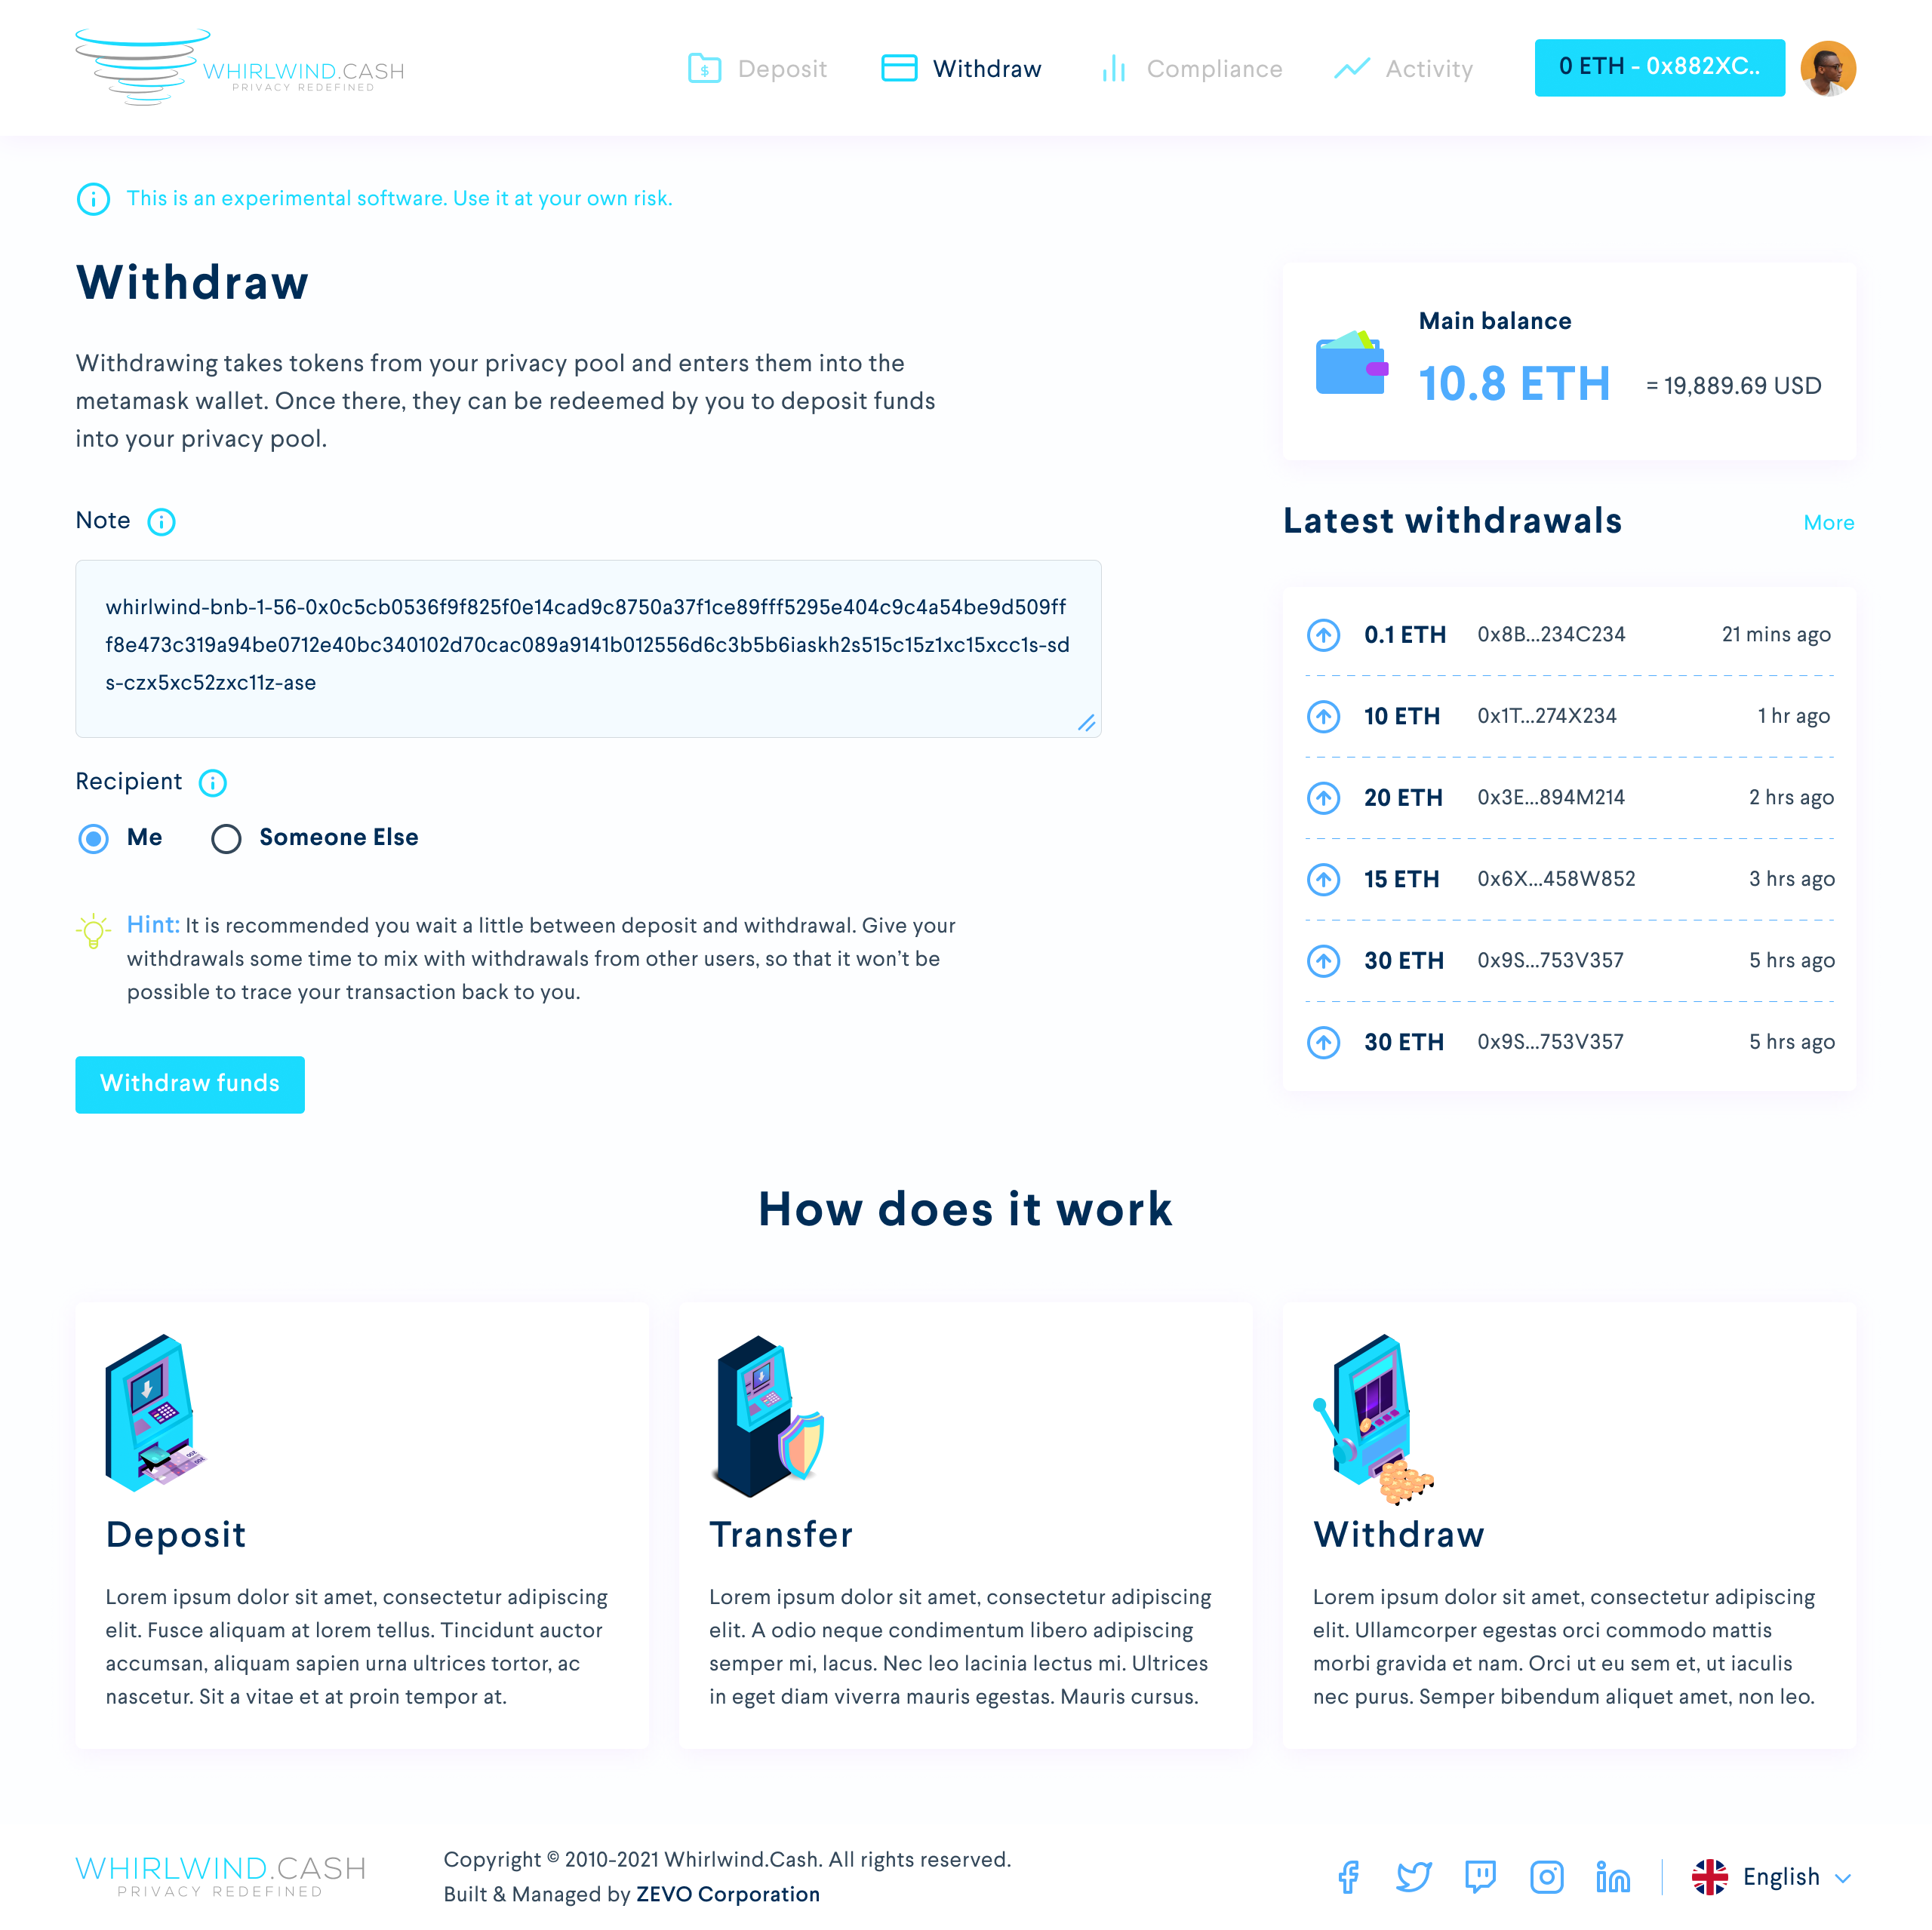 WHIRLWIND.CASH
PRIVACY REDEFINED
Deposit
Withdraw
Compliance
Activity
0 ETH - 0x882XC..
This is an experimental software. Use it at your own risk.
Withdraw
Withdrawing takes tokens from your privacy pool and enters them into the
metamask wallet. Once there, they can be redeemed by you to deposit funds
into your privacy pool.
Note
whirlwind-bnb-1-56-0x0c5cb0536f9f825f0e14cad9c8750a37f1ce89fff5295e404c9c4a54be9d509ff
f8e473c319a94be0712e40bc340102d70cac089a9141b012556d6c3b5b6iaskh2s515c15z1xc15xcc1s-sd
s-czx5xc52zxc11z-ase
Recipient
Me
Someone Else
Hint: It is recommended you wait a little between deposit and withdrawal. Give your
withdrawals some time to mix with withdrawals from other users, so that it won't be
possible to trace your transaction back to you.
Withdraw funds
Main balance
10.8 ETH = 19,889.69 USD
Latest withdrawals
More
0.1 ETH 0x8B...234C234 21 mins ago
10 ETH 0x1T...274X234 1 hr ago
20 ETH 0x3E...894M214 2 hrs ago
15 ETH 0x6X...458W852 3 hrs ago
30 ETH 0x9S...753V357 5 hrs ago
30 ETH 0x9S...753V357 5 hrs ago
How does it work
Deposit
Lorem ipsum dolor sit amet, consectetur adipiscing
elit. Fusce aliquam at lorem tellus. Tincidunt auctor
accumsan, aliquam sapien urna ultrices tortor, ac
nascetur. Sit a vitae et at proin tempor at.
Transfer
Lorem ipsum dolor sit amet, consectetur adipiscing
elit. A odio neque condimentum libero adipiscing
semper mi, lacus. Nec leo lacinia lectus mi. Ultrices
in eget diam viverra mauris egestas. Mauris cursus.
Withdraw
Lorem ipsum dolor sit amet, consectetur adipiscing
elit. Ullamcorper egestas orci commodo mattis
morbi gravida et nam. Orci ut eu sem et, ut iaculis
nec purus. Semper bibendum aliquet amet, non leo.
WHIRLWIND.CASH
PRIVACY REDEFINED
Copyright © 2010-2021 Whirlwind.Cash. All rights reserved.
Built & Managed by ZEVO Corporation
English